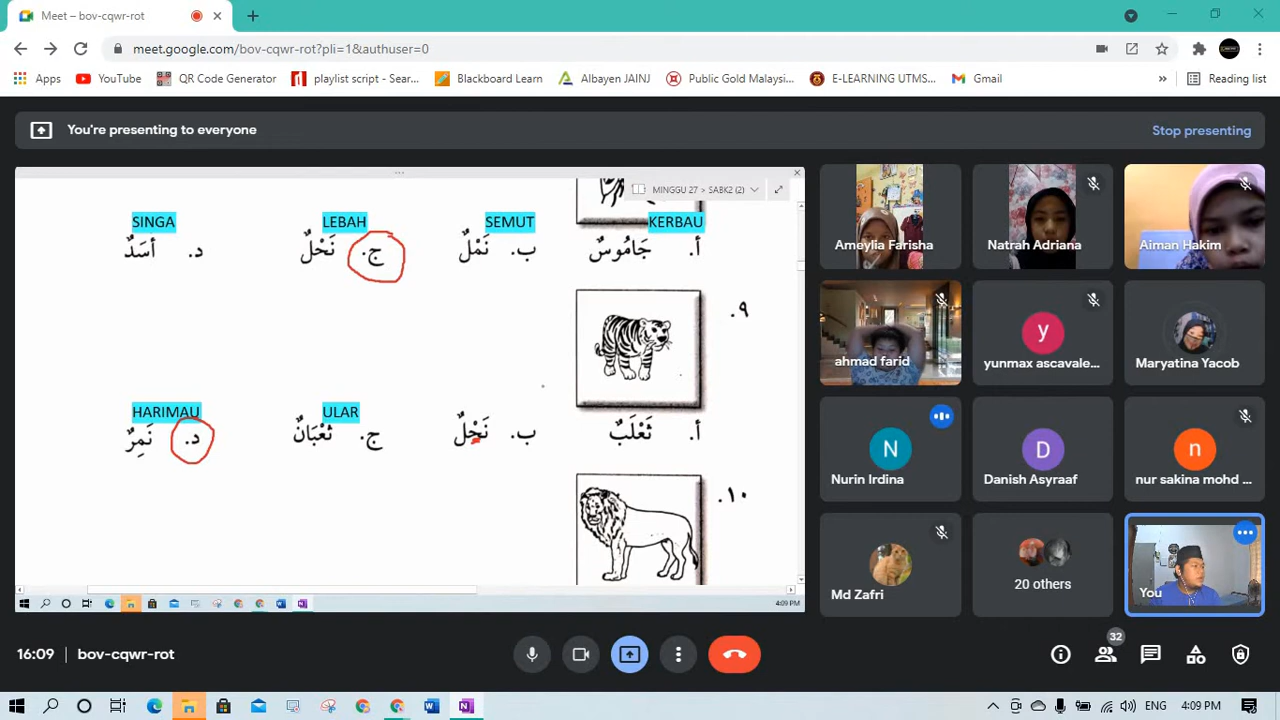 Meet – bov-cqwr-rot
meet.google.com/bov-cqwr-rot?pli=1&authuser=0
Apps YouTube QR Code Generator playlist script - Sear... Blackboard Learn Albayen JAINJ Public Gold Malaysi... E-LEARNING UTMS... Gmail » Reading list
You're presenting to everyone Stop presenting
MINGGU 27 > SABK2 (2)
SINGA LEBAH SEMUT KERBAU
أ. جَامُوسٌ ب. نَمْلٌ ج. نَحْلٌ د. أَسَدٌ
٩.
HARIMAU ULAR
أ. ثَعْلَبٌ ب. نَحْلٌ ج. ثُعْبَانٌ د. نَمِرٌ
١٠.
4:09 PM
Ameylia Farisha
Natrah Adriana
Aiman Hakim
ahmad farid
y
yunmax ascavale...
Maryatina Yacob
N
Nurin Irdina
D
Danish Asyraaf
n
nur sakina mohd ...
Md Zafri
20 others
You
16:09 | bov-cqwr-rot
32
ENG 4:09 PM